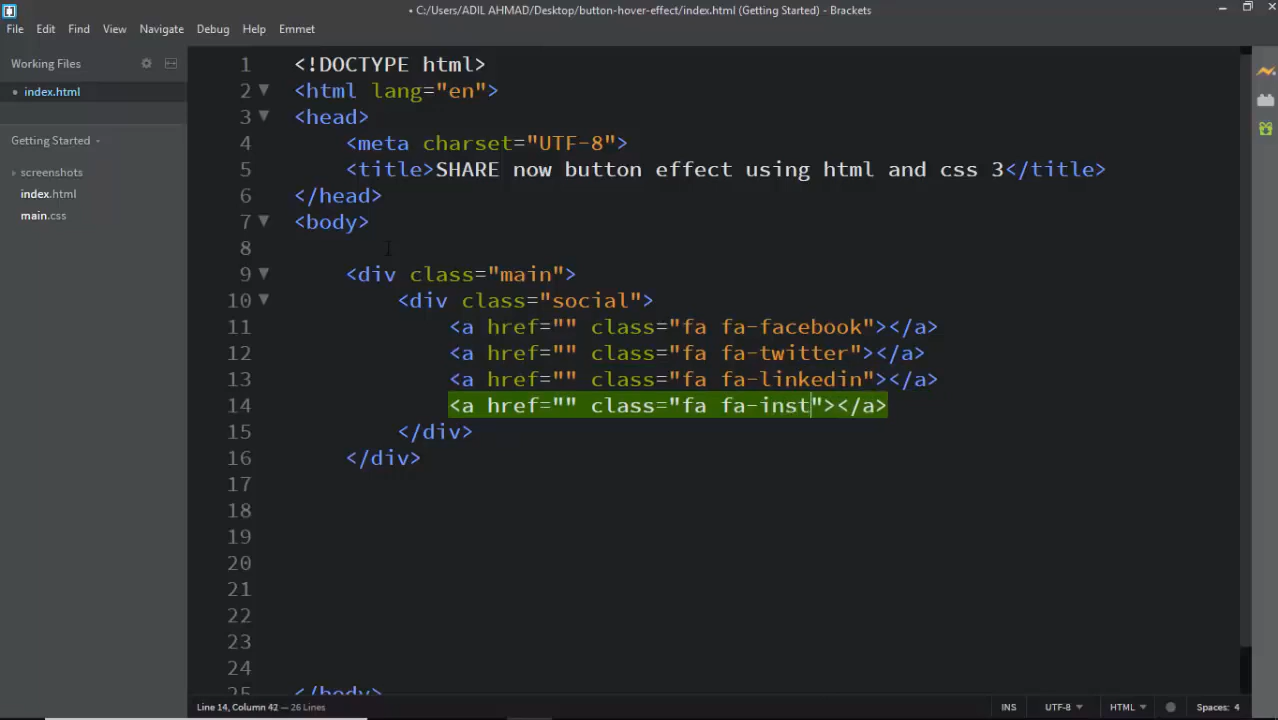 • C:/Users/ADIL AHMAD/Desktop/button-hover-effect/index.html (Getting Started) - Brackets
File Edit Find View Navigate Debug Help Emmet
Working Files
• index.html
Getting Started
screenshots
index.html
main.css
1 <!DOCTYPE html>
2 <html lang="en">
3 <head>
4 <meta charset="UTF-8">
5 <title>SHARE now button effect using html and css 3</title>
6 </head>
7 <body>
8
9 <div class="main">
10 <div class="social">
11 <a href="" class="fa fa-facebook"></a>
12 <a href="" class="fa fa-twitter"></a>
13 <a href="" class="fa fa-linkedin"></a>
14 <a href="" class="fa fa-inst"></a>
15 </div>
16 </div>
17
18
19
20
21
22
23
24
25 </body>
Line 14, Column 42 — 26 Lines INS UTF-8 HTML Spaces: 4